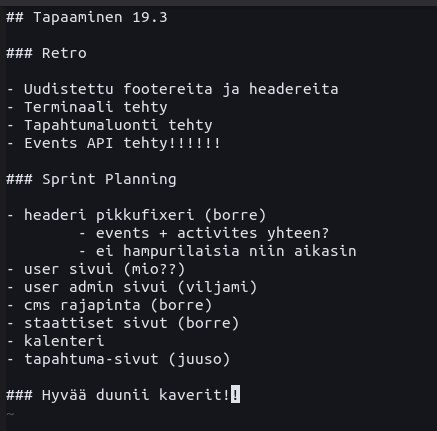 ## Tapaaminen 19.3
### Retro
- Uudistettu footereita ja headereita
- Terminaali tehty
- Tapahtumaluonti tehty
- Events API tehty!!!!!!
### Sprint Planning
- headeri pikkufixeri (borre)
- events + activites yhteen?
- ei hampurilaisia niin aikasin
- user sivui (mio??)
- user admin sivui (viljami)
- cms rajapinta (borre)
- staattiset sivut (borre)
- kalenteri
- tapahtuma-sivut (juuso)
### Hyvää duunii kaverit!!
~